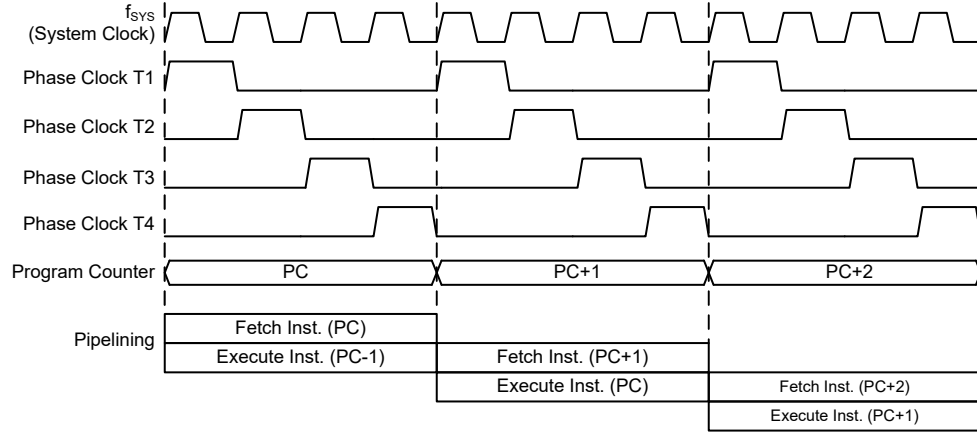 fSYS
(System Clock)
Phase Clock T1
Phase Clock T2
Phase Clock T3
Phase Clock T4
Program Counter PC PC+1 PC+2
Pipelining
Fetch Inst. (PC)
Execute Inst. (PC-1) Fetch Inst. (PC+1)
Execute Inst. (PC) Fetch Inst. (PC+2)
Execute Inst. (PC+1)